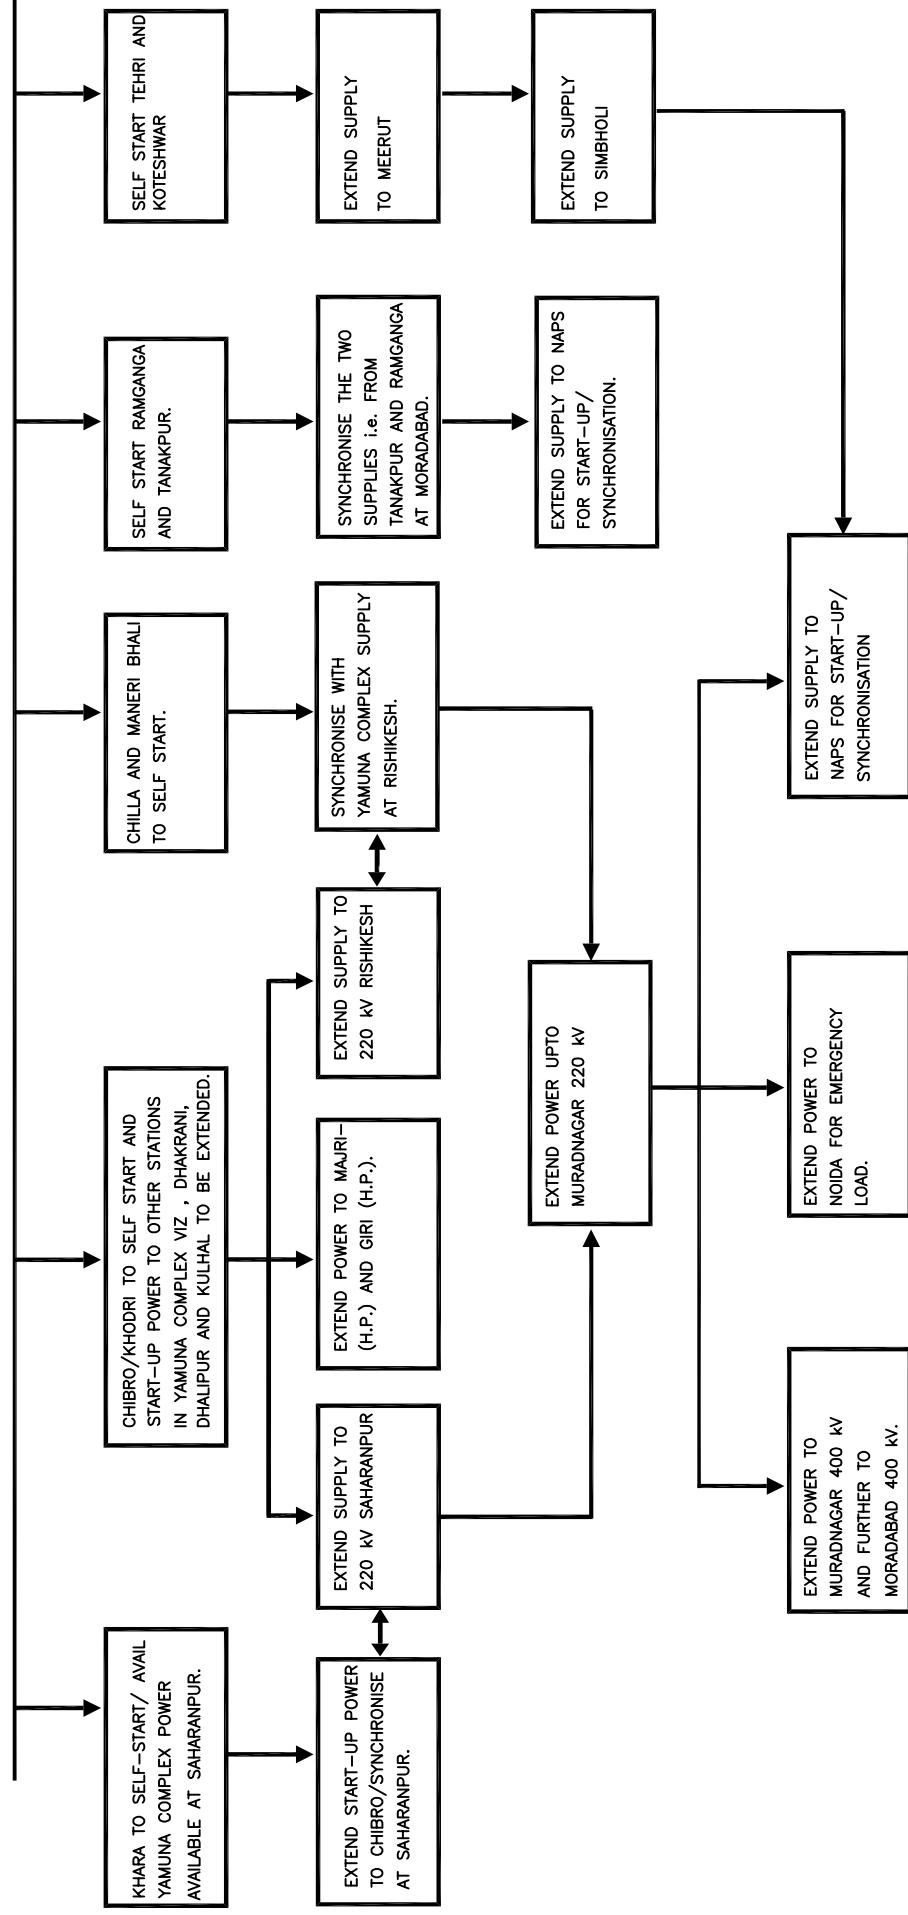 KHARA TO SELF-START/ AVAIL
YAMUNA COMPLEX POWER
AVAILABLE AT SAHARANPUR.
CHIBRO/KHODRI TO SELF START AND
START-UP POWER TO OTHER STATIONS
IN YAMUNA COMPLEX VIZ , DHAKRANI,
DHALIPUR AND KULHAL TO BE EXTENDED.
CHILLA AND MANERI BHALI
TO SELF START.
SELF START RAMGANGA
AND TANAKPUR.
SELF START TEHRI AND
KOTESHWAR
EXTEND START-UP POWER
TO CHIBRO/SYNCHRONISE
AT SAHARANPUR.
EXTEND SUPPLY TO
220 kV SAHARANPUR
EXTEND POWER TO MAJRI-
(H.P.) AND GIRI (H.P.).
EXTEND SUPPLY TO
220 kV RISHIKESH
SYNCHRONISE WITH
YAMUNA COMPLEX SUPPLY
AT RISHIKESH.
SYNCHRONISE THE TWO
SUPPLIES i.e. FROM
TANAKPUR AND RAMGANGA
AT MORADABAD.
EXTEND SUPPLY
TO MEERUT
EXTEND POWER UPTO
MURADNAGAR 220 kV
EXTEND SUPPLY TO NAPS
FOR START-UP/
SYNCHRONISATION.
EXTEND SUPPLY
TO SIMBHOLI
EXTEND POWER TO
MURADNAGAR 400 kV
AND FURTHER TO
MORADABAD 400 kV.
EXTEND POWER TO
NOIDA FOR EMERGENCY
LOAD.
EXTEND SUPPLY TO
NAPS FOR START-UP/
SYNCHRONISATION